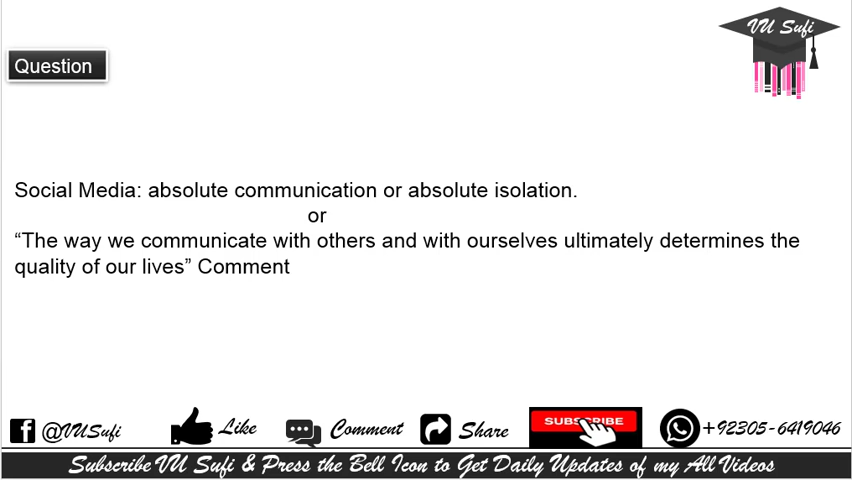 VU Sufi
Question
Social Media: absolute communication or absolute isolation.
or
“The way we communicate with others and with ourselves ultimately determines the
quality of our lives” Comment
@VUSufi Like Comment Share SUBSCRIBE +92305-6419046
Subscribe VU Sufi & Press the Bell Icon to Get Daily Updates of my All Videos